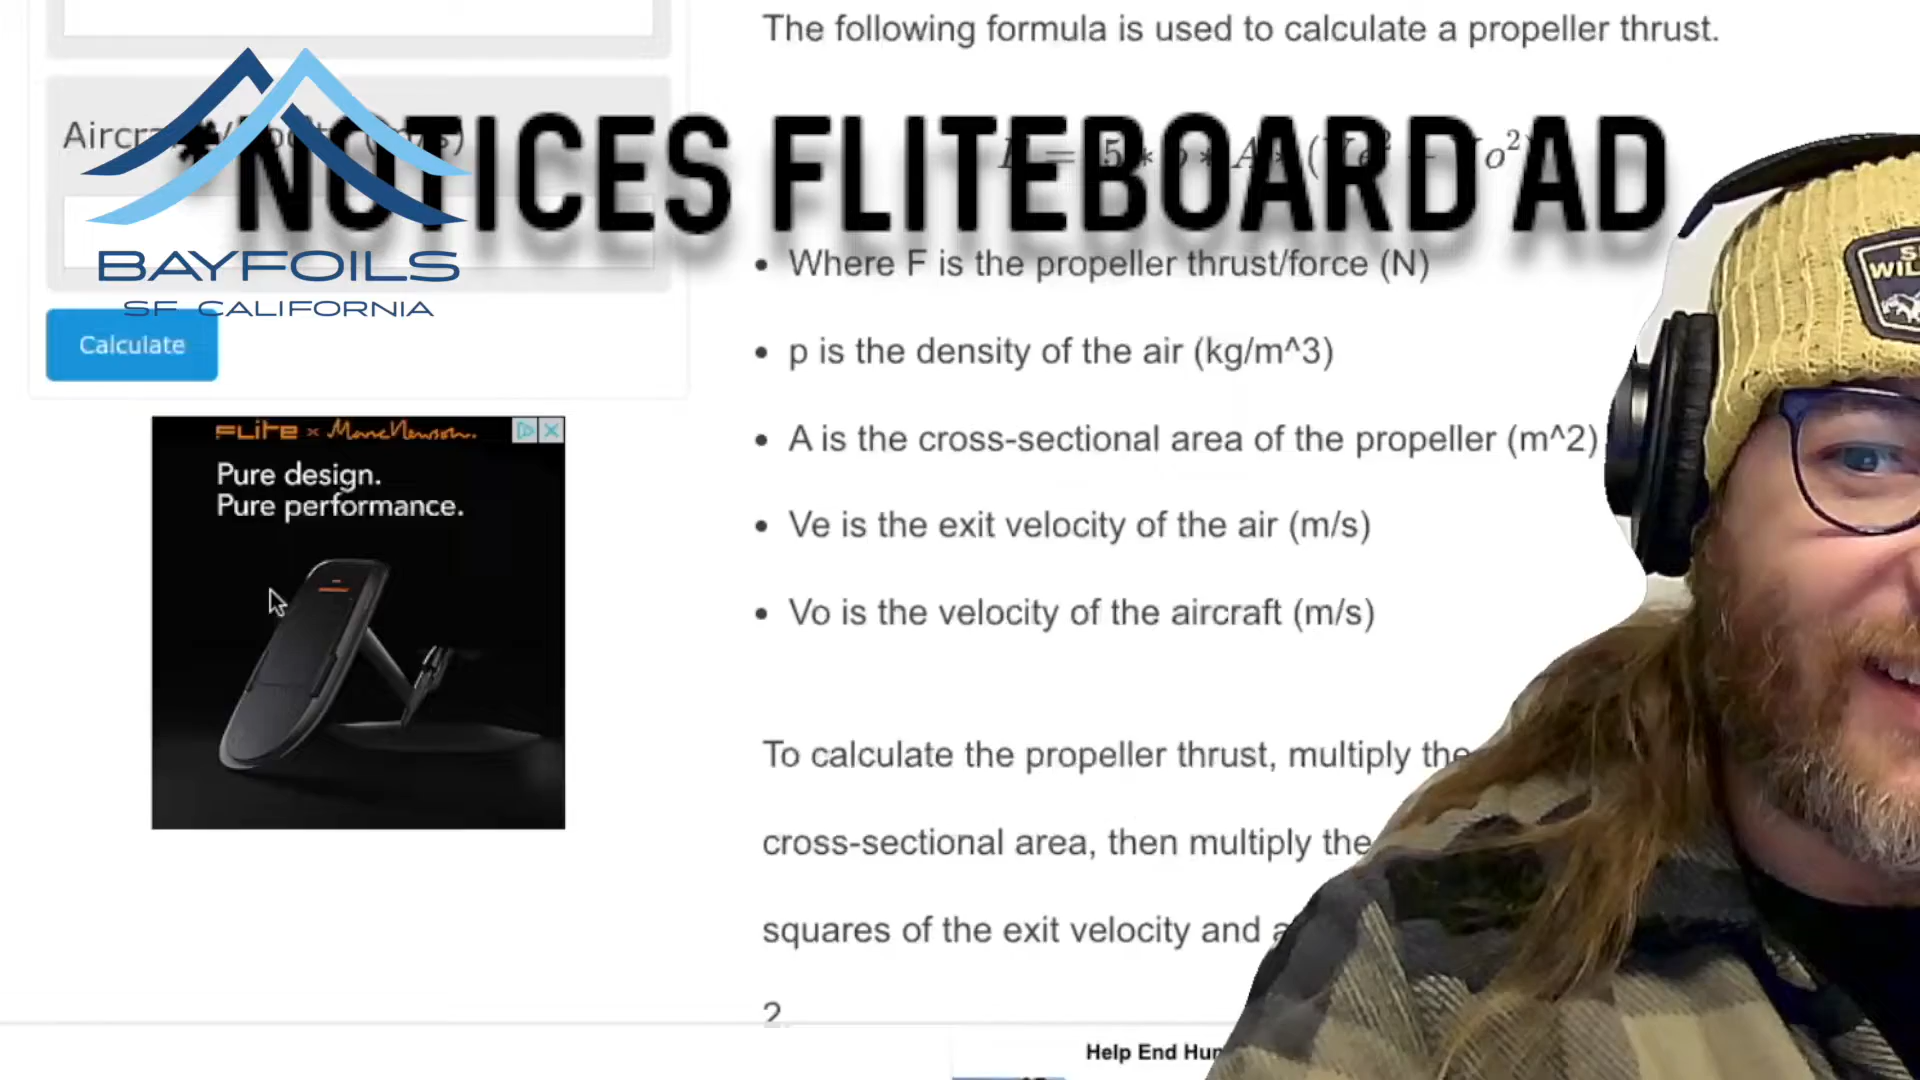 The following formula is used to calculate a propeller thrust.
*NOTICES FLITEBOARD AD
BAYFOILS
SF CALIFORNIA
Calculate
Where F is the propeller thrust/force (N)
p is the density of the air (kg/m^3)
A is the cross-sectional area of the propeller (m^2)
Ve is the exit velocity of the air (m/s)
Vo is the velocity of the aircraft (m/s)
FLITE × Marc Newson.
Pure design.
Pure performance.
To calculate the propeller thrust, multiply the
cross-sectional area, then multiply the
squares of the exit velocity and
2.
Help End